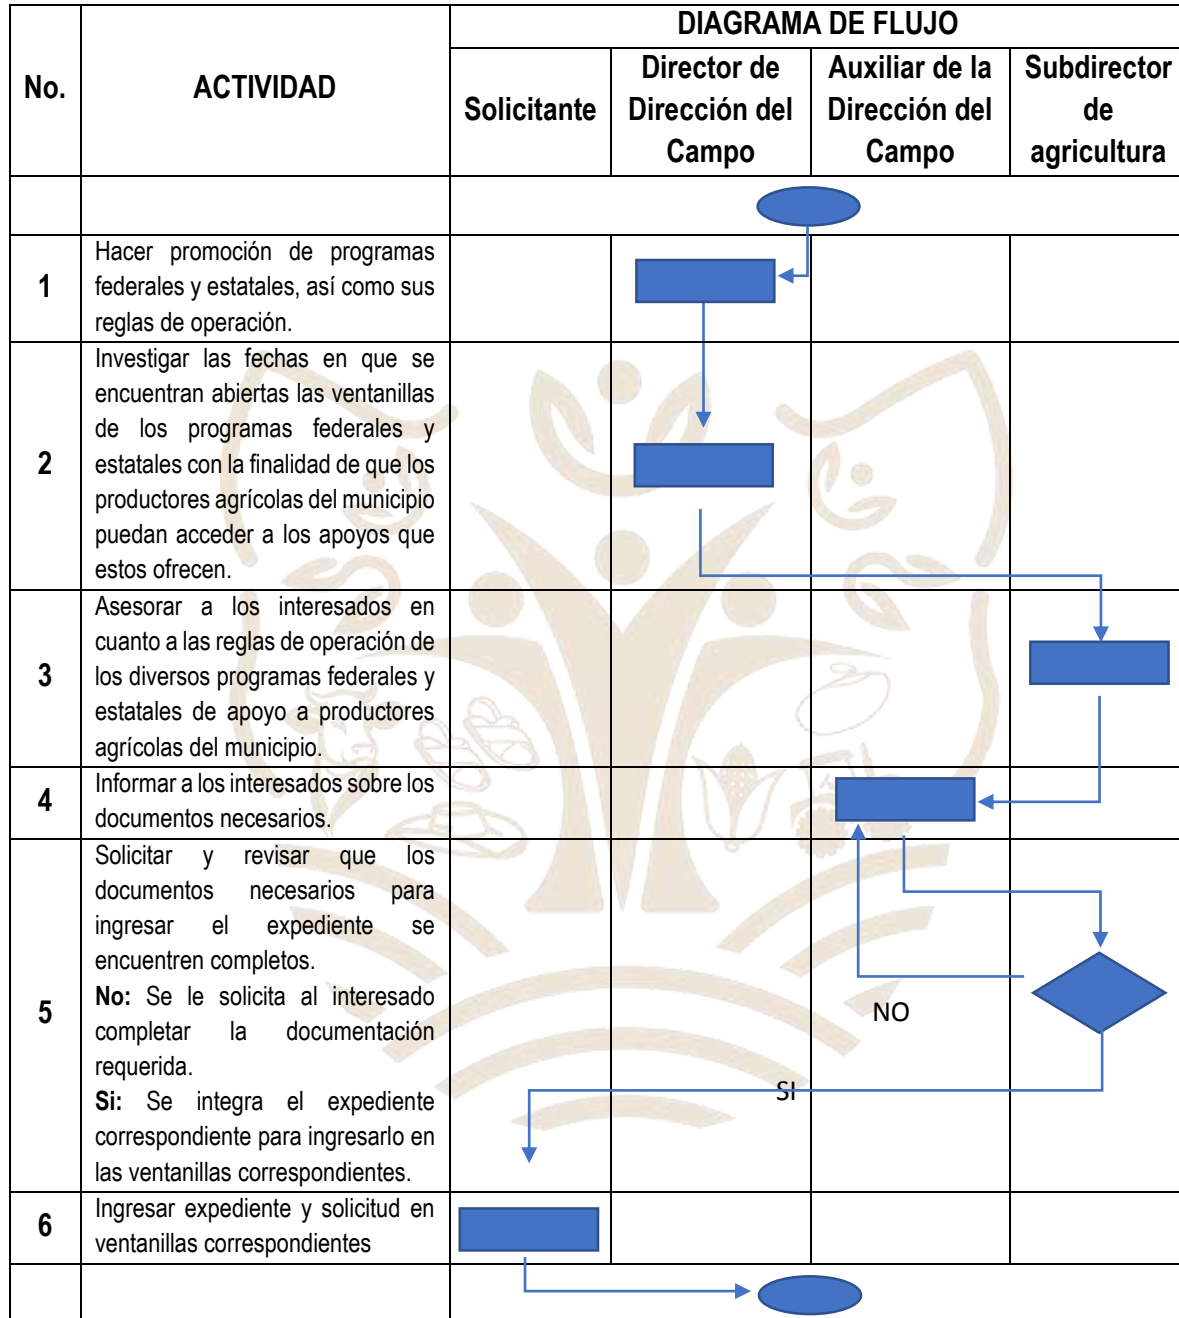 No.
ACTIVIDAD
DIAGRAMA DE FLUJO
Solicitante
Director de
Dirección del
Campo
Auxiliar de la
Dirección del
Campo
Subdirector
de
agricultura
1
Hacer promoción de programas
federales y estatales, así como sus
reglas de operación.
2
Investigar las fechas en que se
encuentran abiertas las ventanillas
de los programas federales y
estatales con la finalidad de que los
productores agrícolas del municipio
puedan acceder a los apoyos que
estos ofrecen.
3
Asesorar a los interesados en
cuanto a las reglas de operación de
los diversos programas federales y
estatales de apoyo a productores
agrícolas del municipio.
4
Informar a los interesados sobre los
documentos necesarios.
5
Solicitar y revisar que los
documentos necesarios para
ingresar el expediente se
encuentren completos.
No: Se le solicita al interesado
completar la documentación
requerida.
Si: Se integra el expediente
correspondiente para ingresarlo en
las ventanillas correspondientes.
NO
SI
6
Ingresar expediente y solicitud en
ventanillas correspondientes